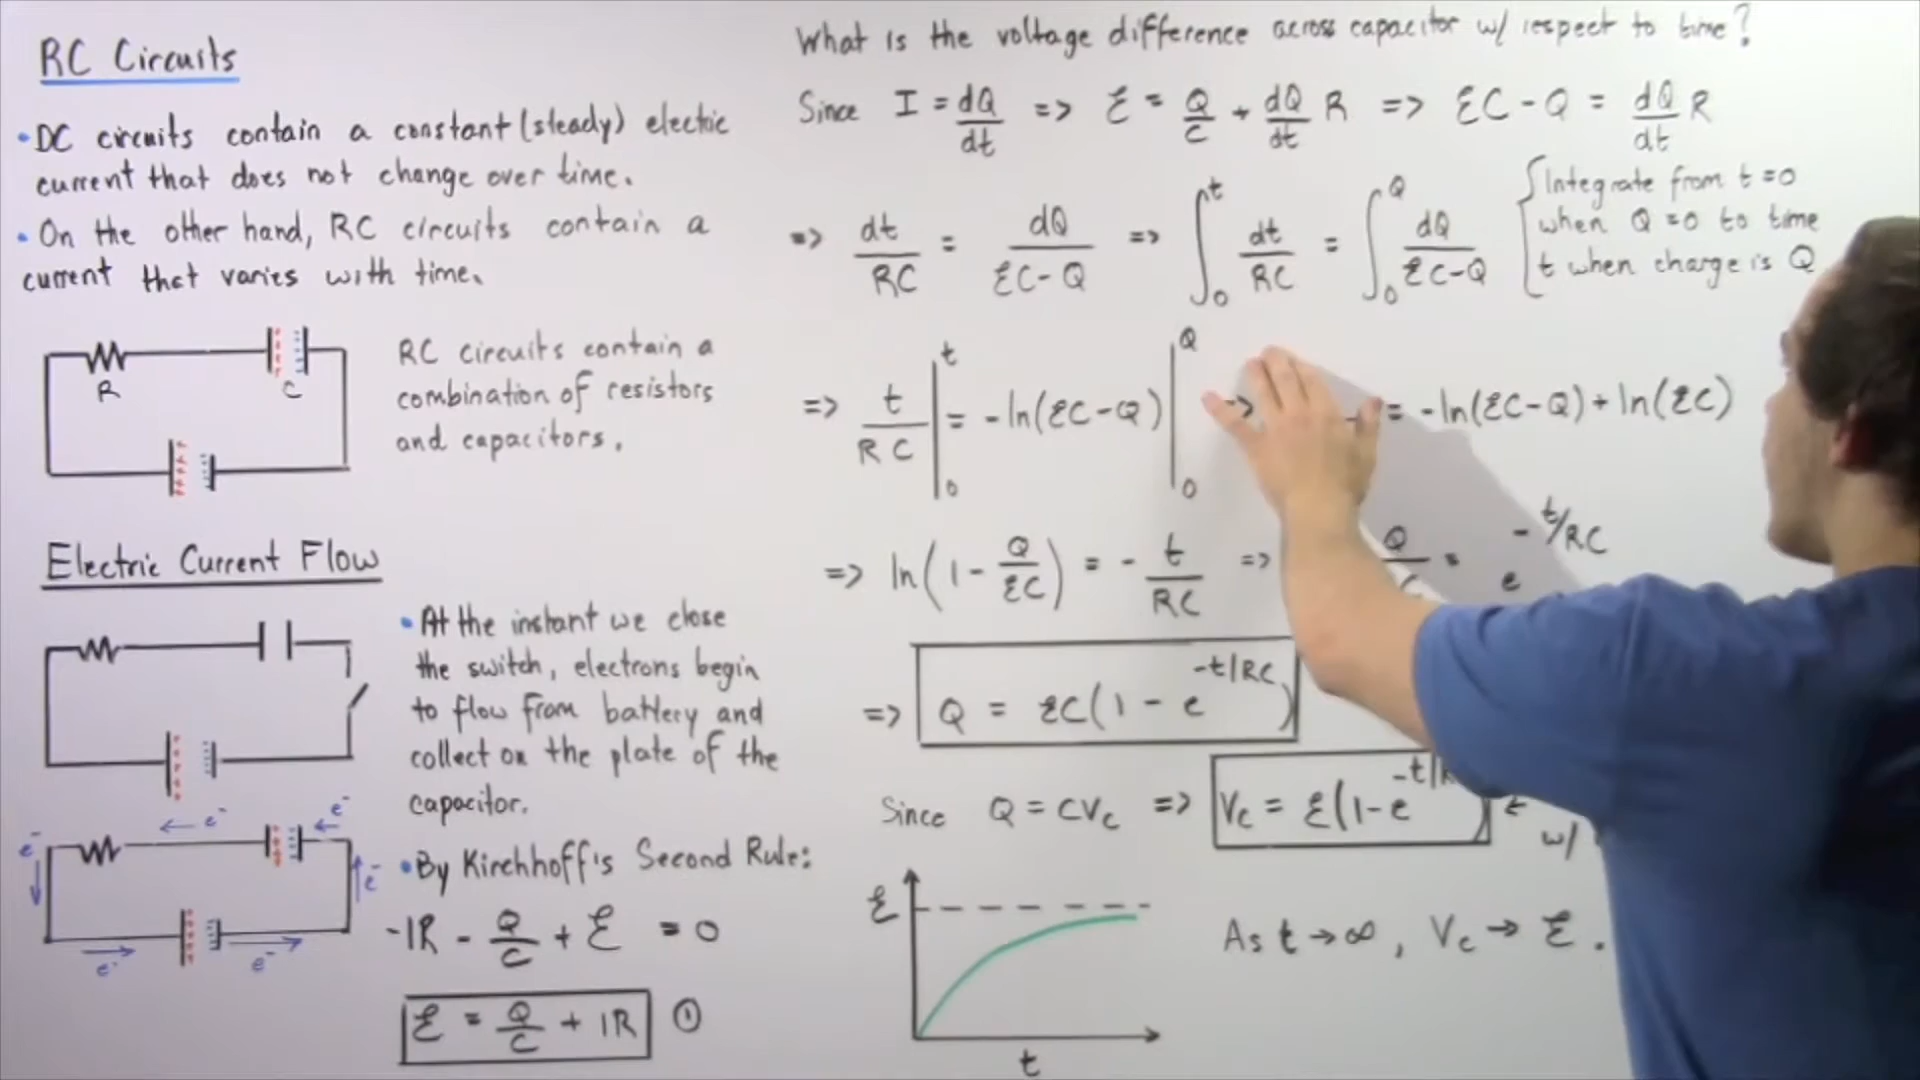 RC Circuits
• DC circuits contain a constant (steady) electric
current that does not change over time.
• On the other hand, RC circuits contain a
current that varies with time.
R
C
RC circuits contain a
combination of resistors
and capacitors.
Electric Current Flow
• At the instant we close
the switch, electrons begin
to flow from battery and
collect on the plate of the
capacitor.
e⁻
← e⁻
e⁻
e⁻
e⁻
e⁻
• By Kirchhoff's Second Rule:
-IR - Q/C + ℰ = 0
ℰ = Q/C + IR ①
What is the voltage difference across capacitor w/ respect to time?
Since I = dQ/dt => ℰ = Q/C + dQ/dt R => ℰC - Q = dQ/dt R
=> dt/RC = dQ/(ℰC-Q) => ∫₀ᵗ dt/RC = ∫₀^Q dQ/(ℰC-Q)
{Integrate from t=0
when Q=0 to time
t when charge is Q
=> t/RC |₀ᵗ = -ln(ℰC-Q) |₀^Q => = -ln(ℰC-Q) + ln(ℰC)
=> ln(1 - Q/ℰC) = - t/RC => Q = e^-t/RC
=> Q = ℰC(1 - e^-t/RC)
Since Q = CVc => Vc = ℰ(1-e^-t/R )
w/
ℰ
t
As t → ∞, Vc → ℰ.